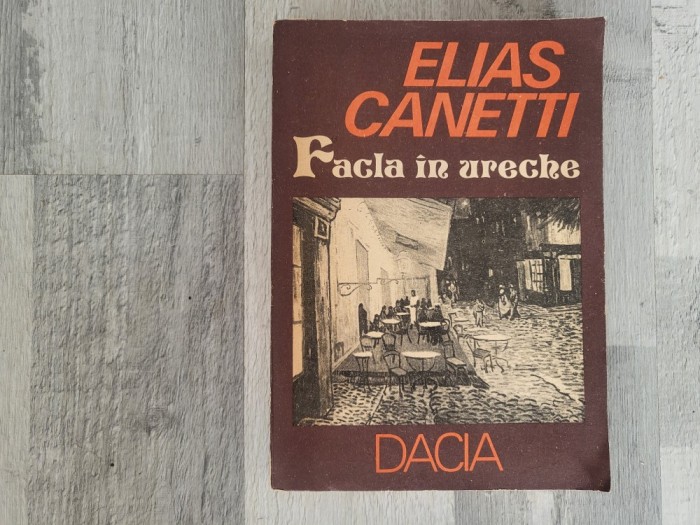 ELIAS
CANETTI
Facla în ureche
DACIA